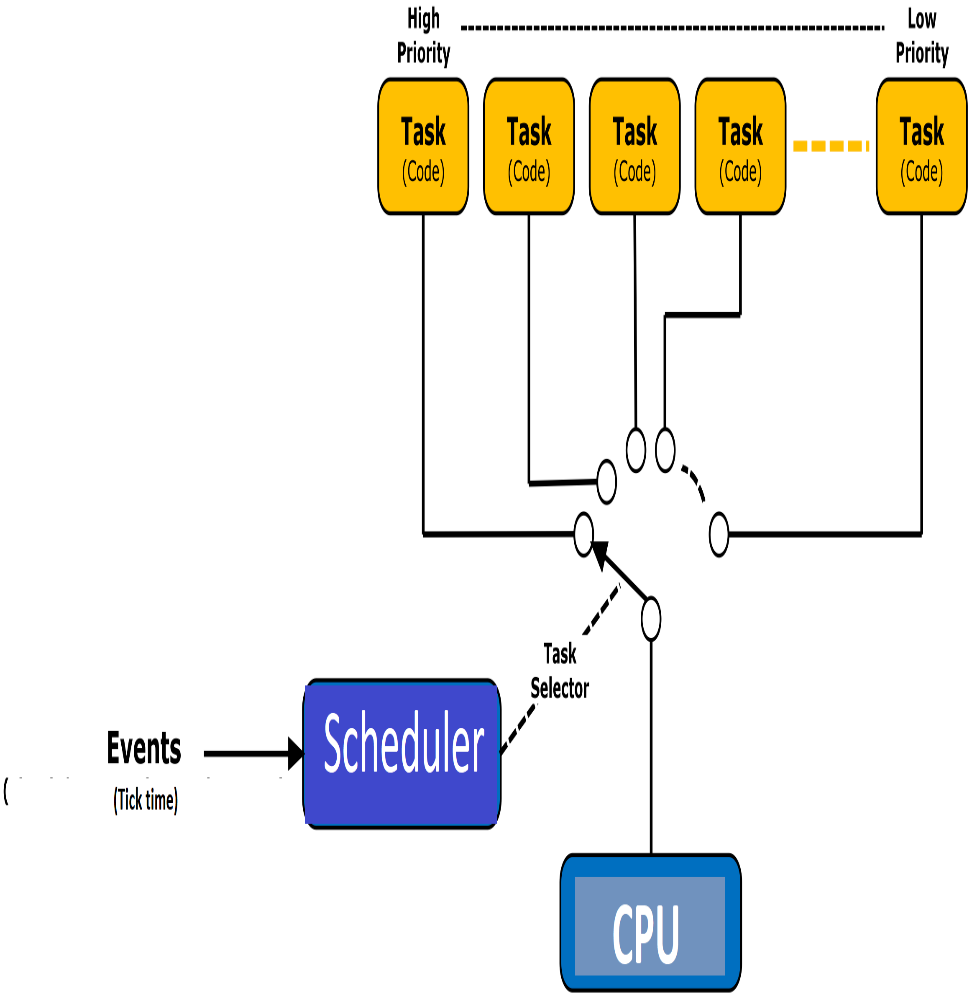 High
Priority
Low
Priority
Task
(Code)
Task
(Code)
Task
(Code)
Task
(Code)
Task
(Code)
Task
Selector
Scheduler
Events
(Tick time)
(
CPU